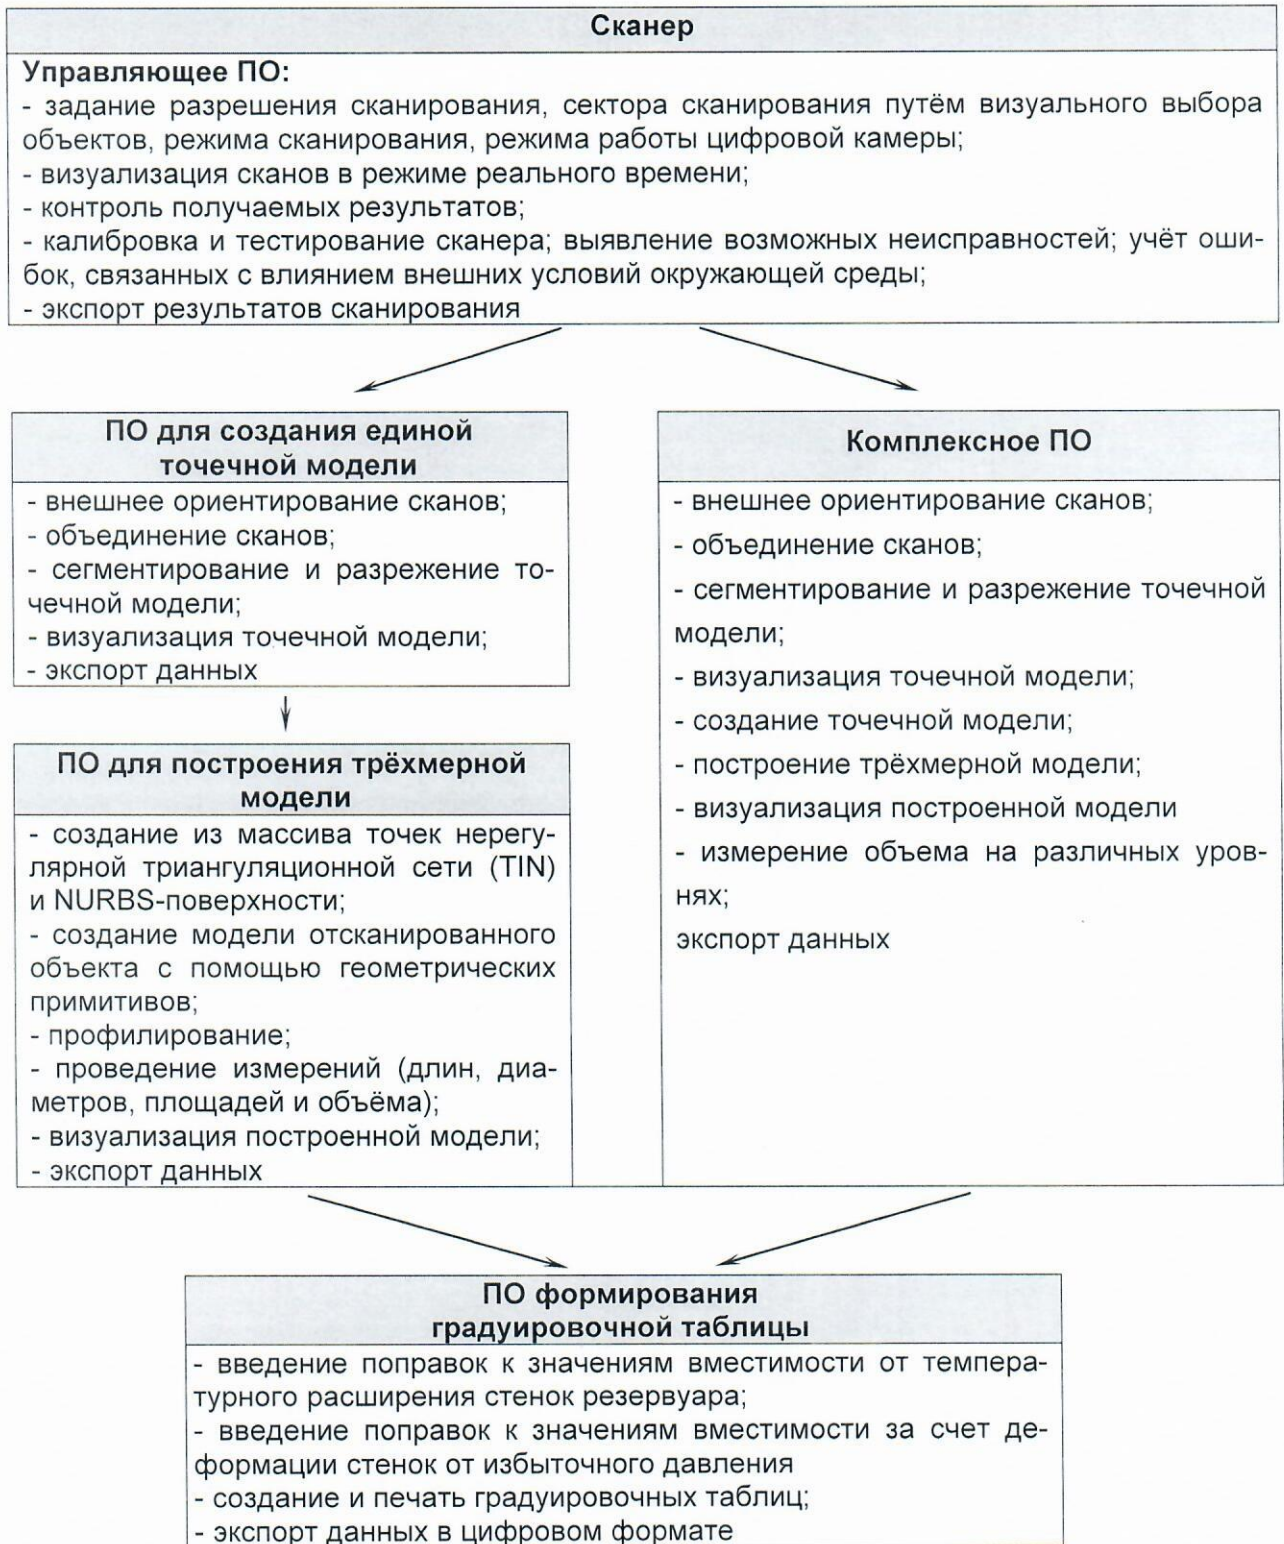 Сканер
Управляющее ПО:
- задание разрешения сканирования, сектора сканирования путём визуального выбора
объектов, режима сканирования, режима работы цифровой камеры;
- визуализация сканов в режиме реального времени;
- контроль получаемых результатов;
- калибровка и тестирование сканера; выявление возможных неисправностей; учёт оши-
бок, связанных с влиянием внешних условий окружающей среды;
- экспорт результатов сканирования
ПО для создания единой
точечной модели
- внешнее ориентирование сканов;
- объединение сканов;
- сегментирование и разрежение то-
чечной модели;
- визуализация точечной модели;
- экспорт данных
ПО для построения трёхмерной
модели
- создание из массива точек нерегу-
лярной триангуляционной сети (TIN)
и NURBS-поверхности;
- создание модели отсканированного
объекта с помощью геометрических
примитивов;
- профилирование;
- проведение измерений (длин, диа-
метров, площадей и объёма);
- визуализация построенной модели;
- экспорт данных
Комплексное ПО
- внешнее ориентирование сканов;
- объединение сканов;
- сегментирование и разрежение точечной
модели;
- визуализация точечной модели;
- создание точечной модели;
- построение трёхмерной модели;
- визуализация построенной модели
- измерение объема на различных уров-
нях;
экспорт данных
ПО формирования
градуировочной таблицы
- введение поправок к значениям вместимости от темпера-
турного расширения стенок резервуара;
- введение поправок к значениям вместимости за счет де-
формации стенок от избыточного давления
- создание и печать градуировочных таблиц;
- экспорт данных в цифровом формате